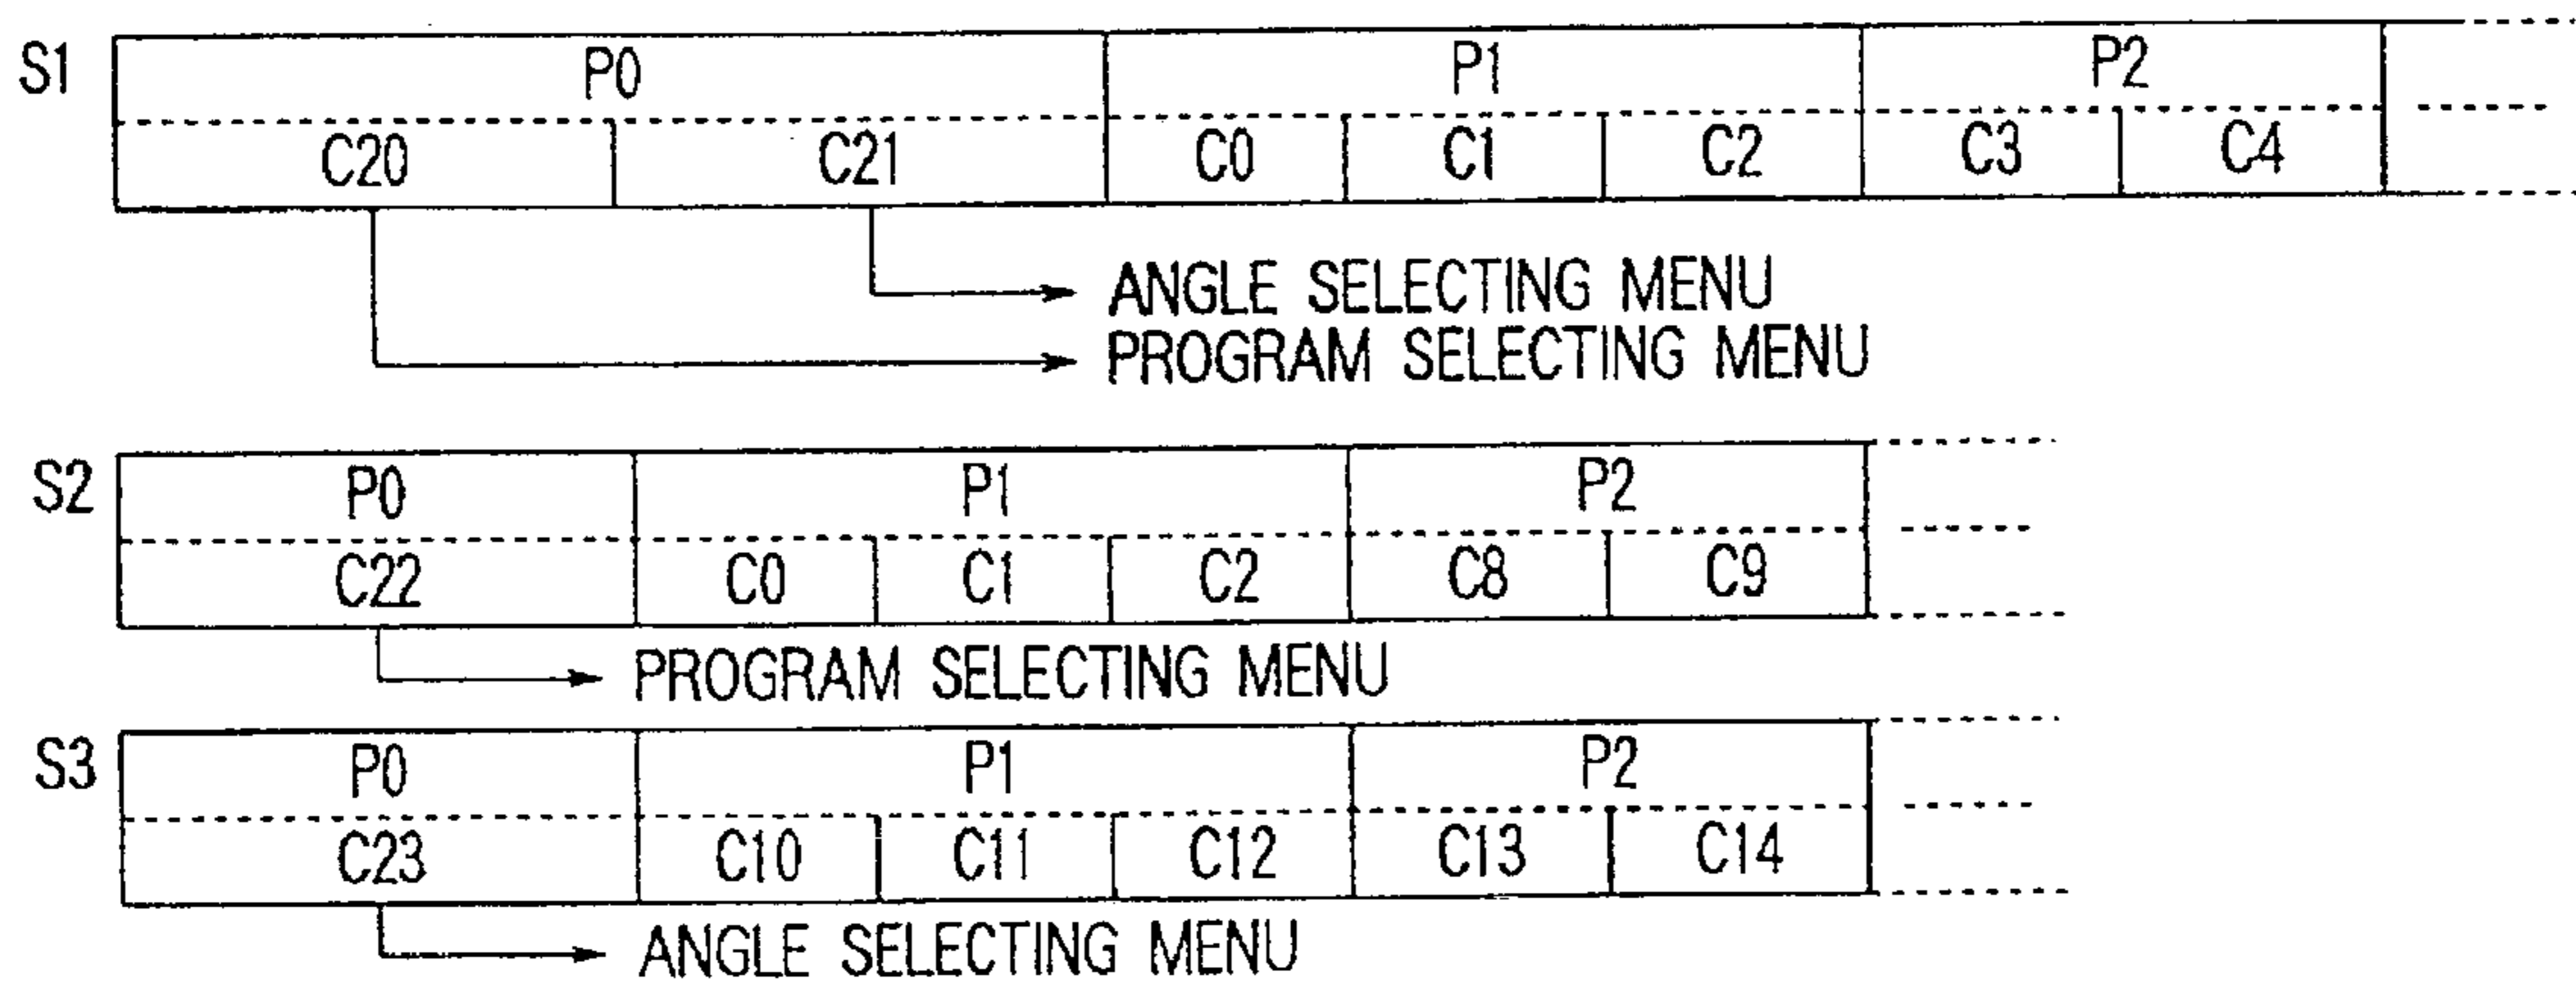 S1 P0 P1 P2
C20 C21 C0 C1 C2 C3 C4
ANGLE SELECTING MENU
PROGRAM SELECTING MENU
S2 P0 P1 P2
C22 C0 C1 C2 C8 C9
PROGRAM SELECTING MENU
S3 P0 P1 P2
C23 C10 C11 C12 C13 C14
ANGLE SELECTING MENU